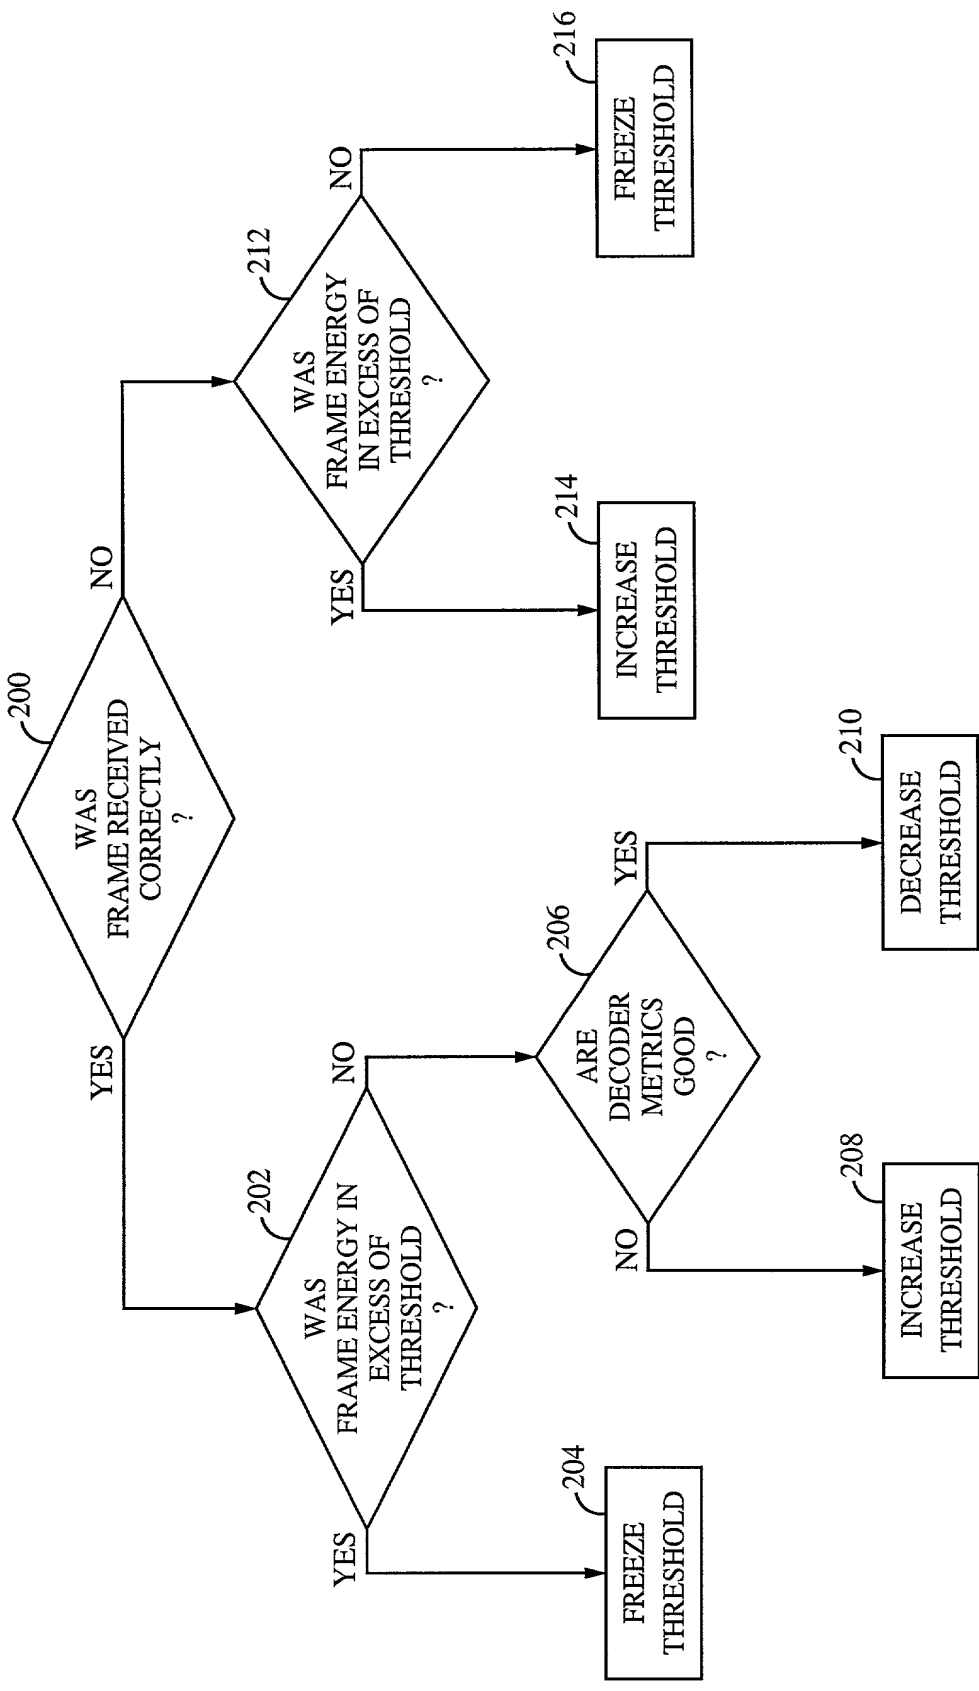 200
WAS
FRAME RECEIVED
CORRECTLY
?
YES
NO
202
WAS
FRAME ENERGY IN
EXCESS OF
THRESHOLD
?
YES
NO
212
WAS
FRAME ENERGY
IN EXCESS OF
THRESHOLD
?
YES
NO
204
FREEZE
THRESHOLD
206
ARE
DECODER
METRICS
GOOD
?
NO
YES
214
INCREASE
THRESHOLD
216
FREEZE
THRESHOLD
208
INCREASE
THRESHOLD
210
DECREASE
THRESHOLD